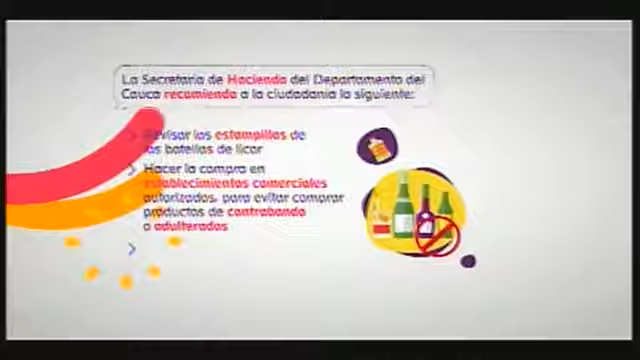 La Secretaria de Hacienda del Departamento del
Cauca recomienda a la ciudadanía lo siguiente:
Revisar las estampillas de
las botellas de licor
Hacer la compra en
establecimientos comerciales
autorizados, para evitar comprar
productos de contrabando
o adulterados